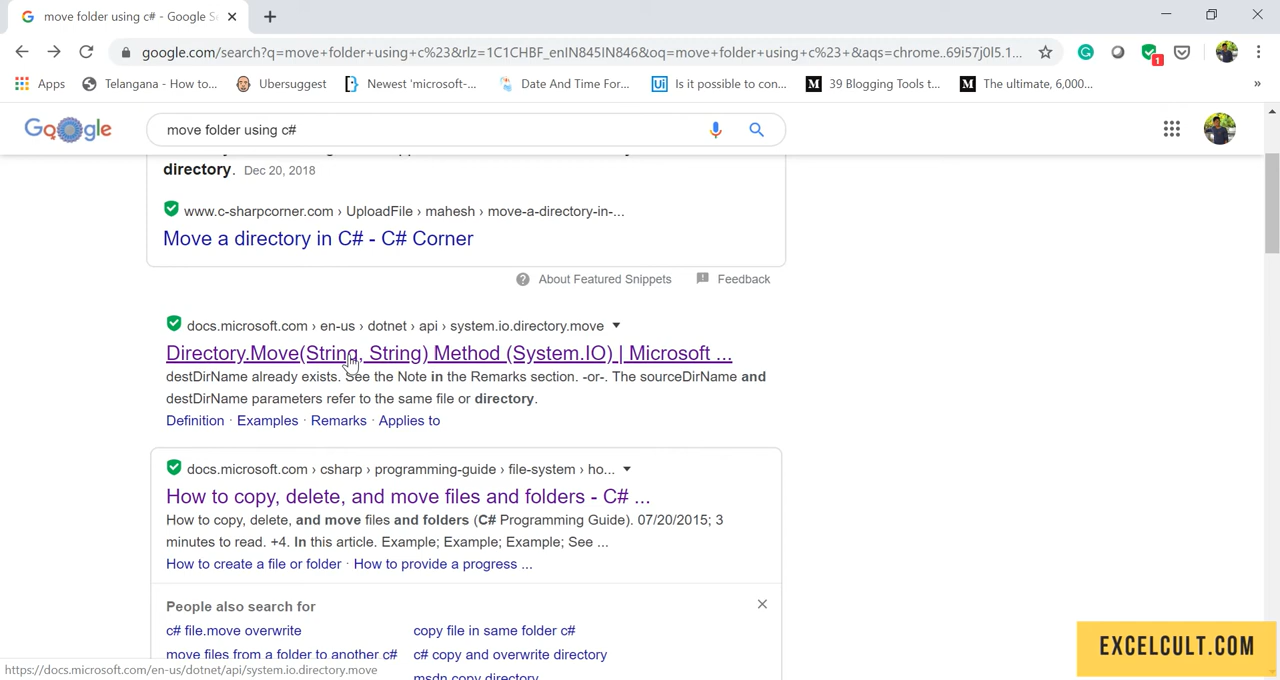 move folder using c# - Google Se
google.com/search?q=move+folder+using+c%23&rlz=1C1CHBF_enIN845IN846&oq=move+folder+using+c%23+&aqs=chrome..69i57j0l5.1...
1
Apps Telangana - How to... Ubersuggest Newest 'microsoft-... Date And Time For... Ui Is it possible to con... M 39 Blogging Tools t... M The ultimate, 6,000... »
Google move folder using c#
directory. Dec 20, 2018
www.c-sharpcorner.com › UploadFile › mahesh › move-a-directory-in-...
Move a directory in C# - C# Corner
? About Featured Snippets Feedback
docs.microsoft.com › en-us › dotnet › api › system.io.directory.move
Directory.Move(String, String) Method (System.IO) | Microsoft ...
destDirName already exists. See the Note in the Remarks section. -or-. The sourceDirName and
destDirName parameters refer to the same file or directory.
Definition · Examples · Remarks · Applies to
docs.microsoft.com › csharp › programming-guide › file-system › ho...
How to copy, delete, and move files and folders - C# ...
How to copy, delete, and move files and folders (C# Programming Guide). 07/20/2015; 3
minutes to read. +4. In this article. Example; Example; Example; See ...
How to create a file or folder · How to provide a progress ...
People also search for
c# file.move overwrite copy file in same folder c#
move files from a folder to another c# c# copy and overwrite directory
msdn copy directory
https://docs.microsoft.com/en-us/dotnet/api/system.io.directory.move
EXCELCULT.COM